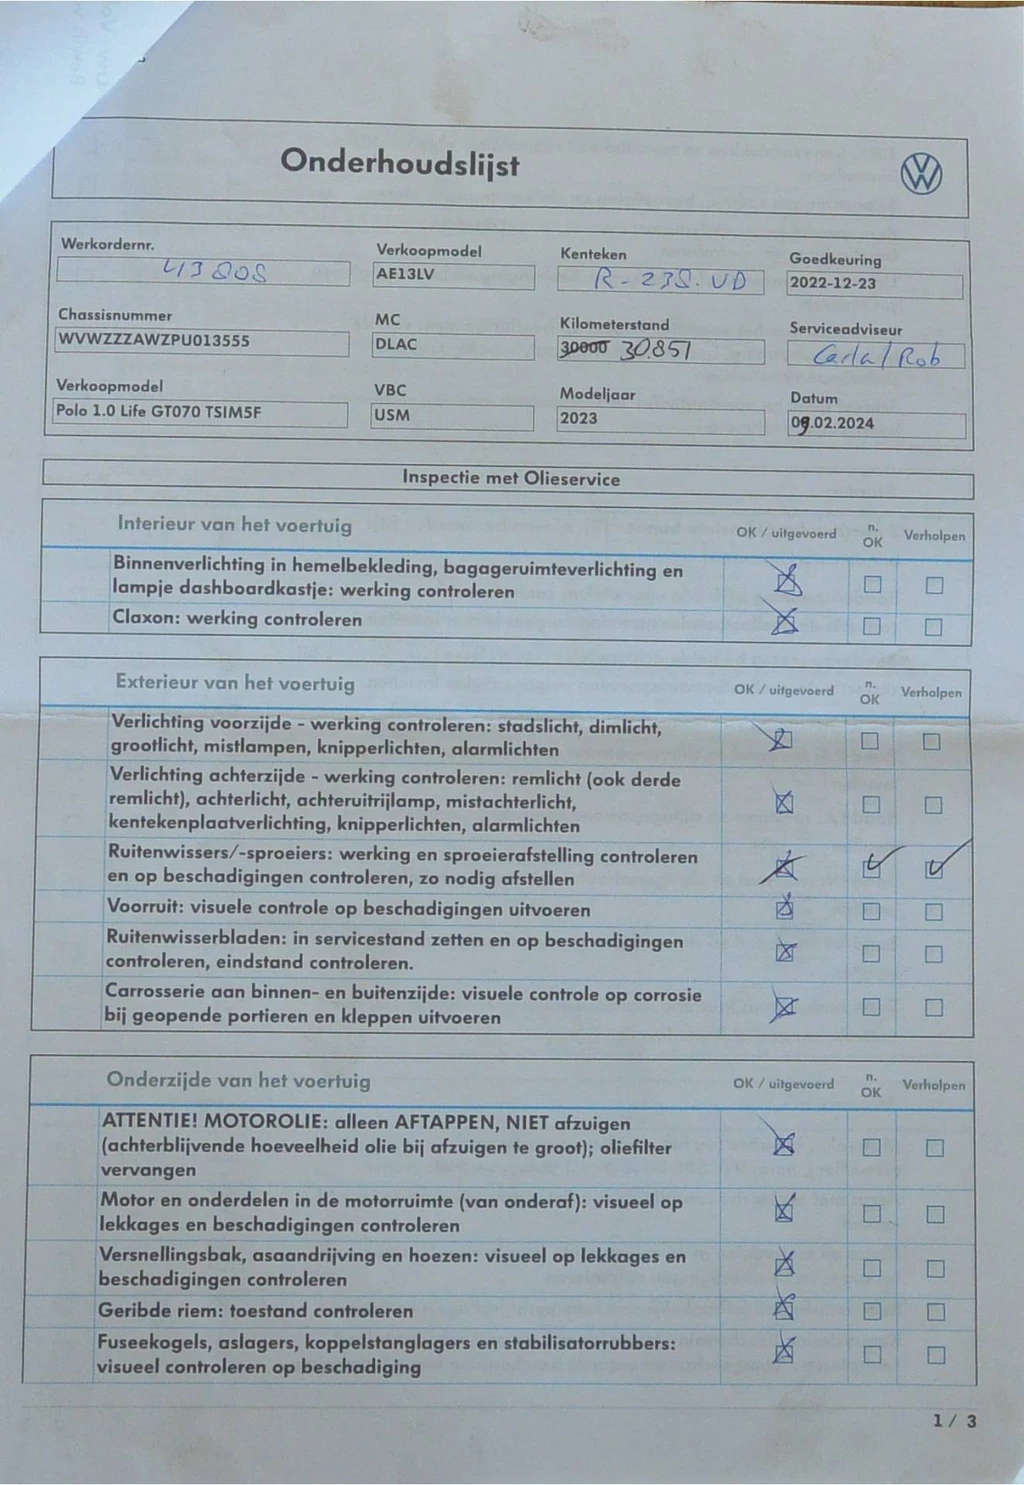 Onderhoudslijst
Werkordernr.
Verkoopmodel
Kenteken
Goedkeuring
413808
AE13LV
R-238-VD
2022-12-23
Chassisnummer
MC
Kilometerstand
Serviceadviseur
WVWZZZAWZPU013555
DLAC
30000 30.851
Carla/Rob
Verkoopmodel
VBC
Modeljaar
Datum
Polo 1.0 Life GT070 TSIM5F
USM
2023
09.02.2024
Inspectie met Olieservice
Interieur van het voertuig OK / uitgevoerd n. OK Verholpen
Binnenverlichting in hemelbekleding, bagageruimteverlichting en
lampje dashboardkastje: werking controleren
Claxon: werking controleren
Exterieur van het voertuig OK / uitgevoerd n. OK Verholpen
Verlichting voorzijde - werking controleren: stadslicht, dimlicht,
grootlicht, mistlampen, knipperlichten, alarmlichten
Verlichting achterzijde - werking controleren: remlicht (ook derde
remlicht), achterlicht, achteruitrijlamp, mistachterlicht,
kentekenplaatverlichting, knipperlichten, alarmlichten
Ruitenwissers/-sproeiers: werking en sproeierafstelling controleren
en op beschadigingen controleren, zo nodig afstellen
Voorruit: visuele controle op beschadigingen uitvoeren
Ruitenwisserbladen: in servicestand zetten en op beschadigingen
controleren, eindstand controleren.
Carrosserie aan binnen- en buitenzijde: visuele controle op corrosie
bij geopende portieren en kleppen uitvoeren
Onderzijde van het voertuig OK / uitgevoerd n. OK Verholpen
ATTENTIE! MOTOROLIE: alleen AFTAPPEN, NIET afzuigen
(achterblijvende hoeveelheid olie bij afzuigen te groot); oliefilter
vervangen
Motor en onderdelen in de motorruimte (van onderaf): visueel op
lekkages en beschadigingen controleren
Versnellingsbak, asaandrijving en hoezen: visueel op lekkages en
beschadigingen controleren
Geribde riem: toestand controleren
Fuseekogels, aslagers, koppelstanglagers en stabilisatorrubbers:
visueel controleren op beschadiging
1 / 3